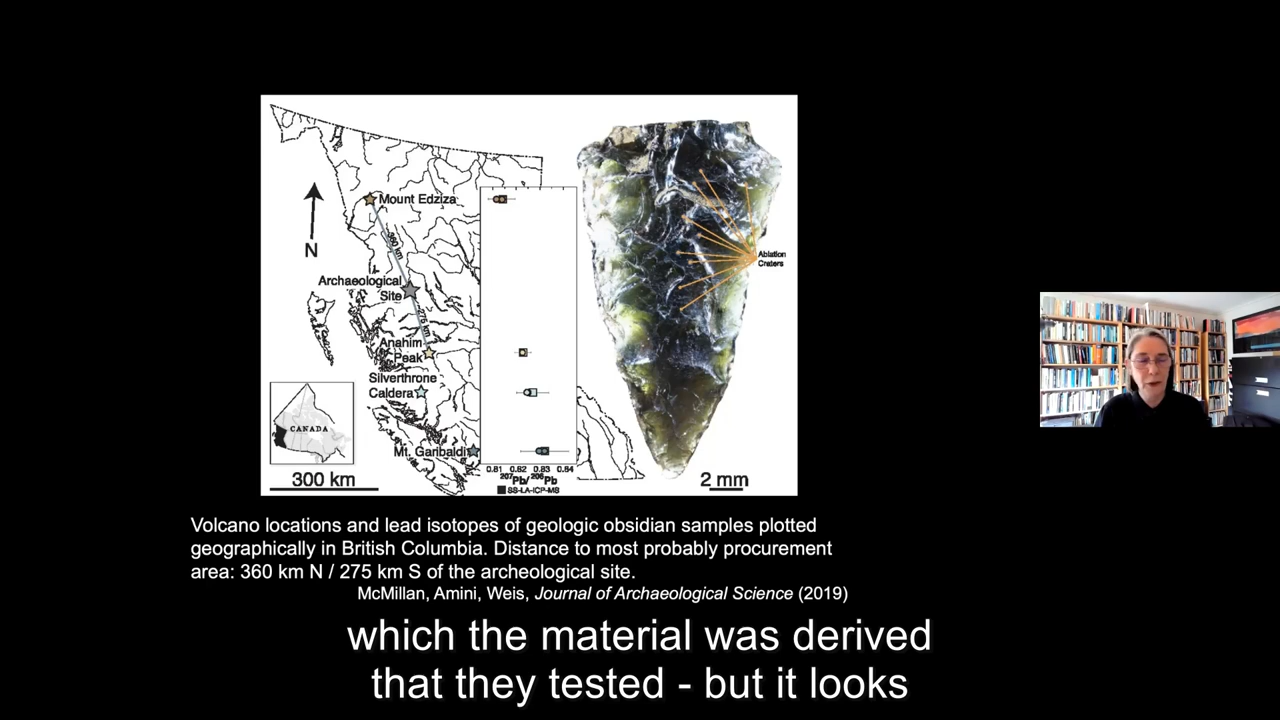 Mount Edziza
360 km
N
Archaeological
Site
275 km
Anahim
Peak
Silverthrone
Caldera
CANADA
Mt. Garibaldi
300 km
0.81 0.82 0.83 0.84
207Pb/206Pb
SS-LA-ICP-MS
Ablation
Craters
2 mm
Volcano locations and lead isotopes of geologic obsidian samples plotted
geographically in British Columbia. Distance to most probably procurement
area: 360 km N / 275 km S of the archeological site.
McMillan, Amini, Weis, Journal of Archaeological Science (2019)
which the material was derived
that they tested - but it looks